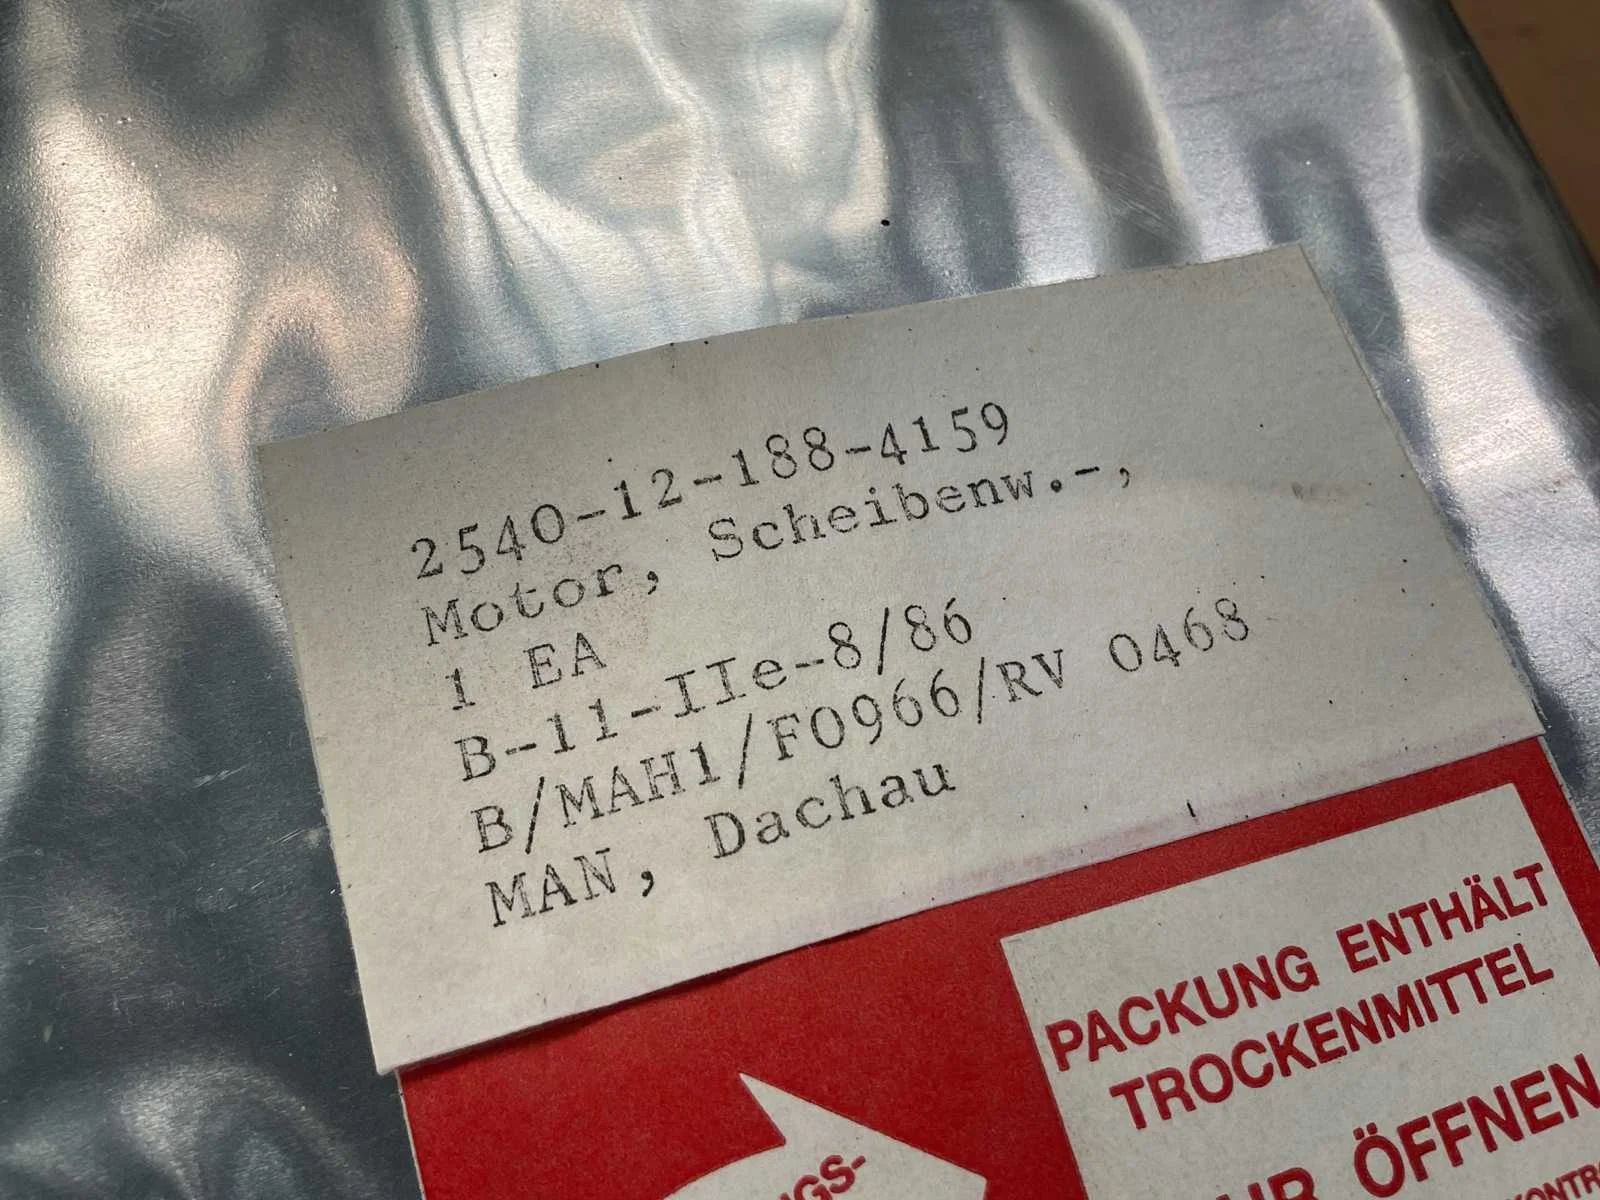 2540-12-188-4159
Motor, Scheibenw.-,
1 EA
B-11-IIe-8/86
B/MAH1/F0966/RV 0468
MAN, Dachau
PACKUNG ENTHÄLT
TROCKENMITTEL
ÖFFNEN